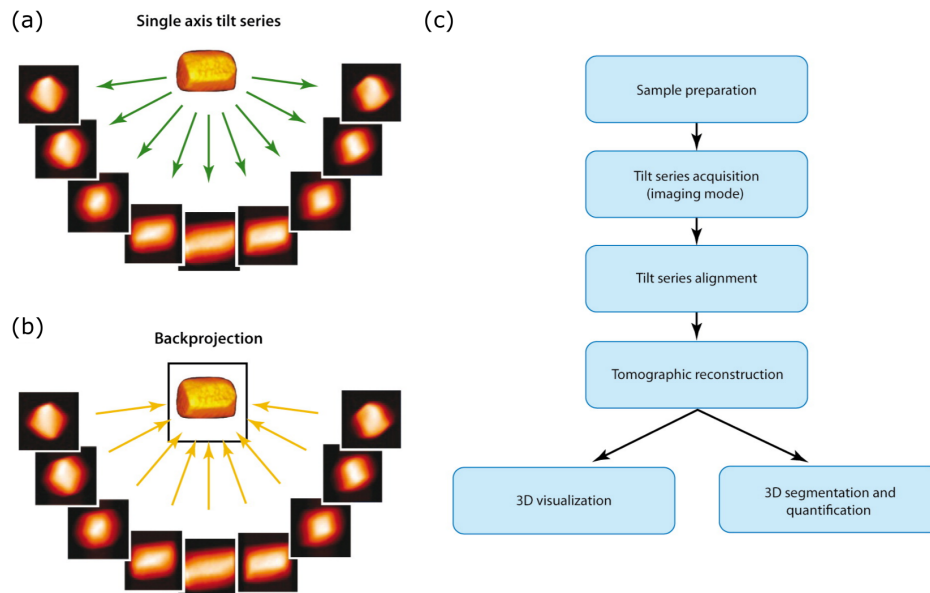 (a)
Single axis tilt series
(b)
Backprojection
(c)
Sample preparation
Tilt series acquisition
(imaging mode)
Tilt series alignment
Tomographic reconstruction
3D visualization
3D segmentation and
quantification